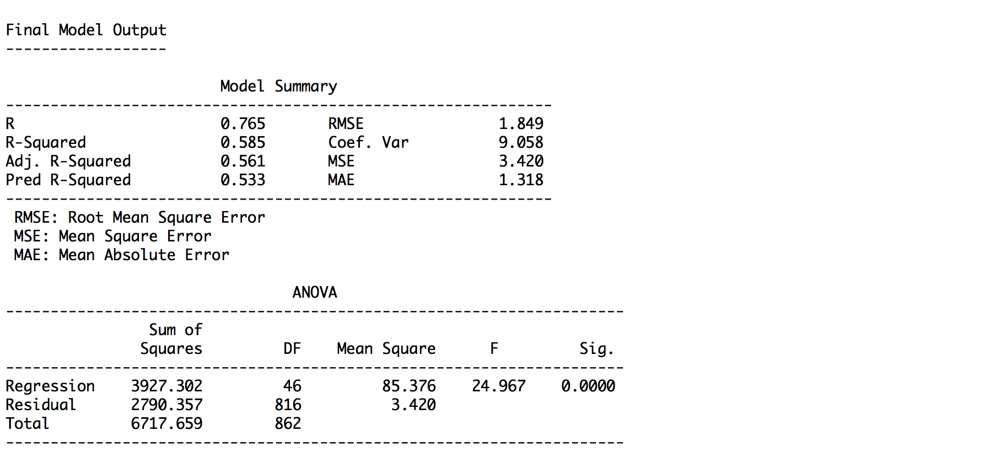 Final Model Output
------------------
Model Summary
-------------------------------------------------------------
R                       0.765       RMSE               1.849
R-Squared               0.585       Coef. Var          9.058
Adj. R-Squared          0.561       MSE                3.420
Pred R-Squared          0.533       MAE                1.318
-------------------------------------------------------------
RMSE: Root Mean Square Error
MSE: Mean Square Error
MAE: Mean Absolute Error
ANOVA
---------------------------------------------------------------------
Sum of
Squares         DF    Mean Square      F         Sig.
---------------------------------------------------------------------
Regression    3927.302         46         85.376    24.967    0.0000
Residual      2790.357        816          3.420
Total         6717.659        862
---------------------------------------------------------------------